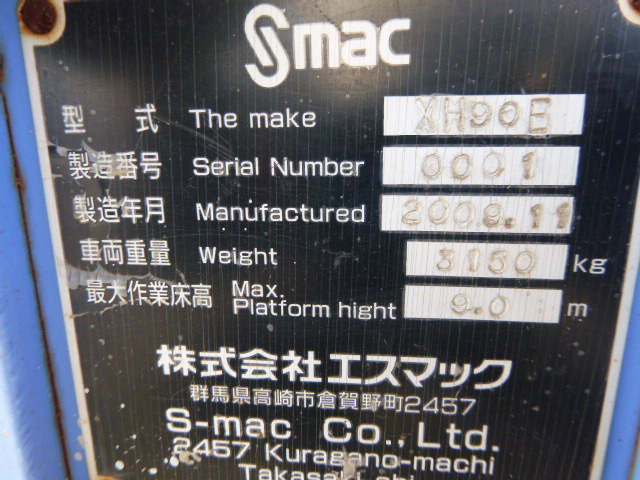 Smac
型 式 The make XH90E
製造番号 Serial Number 0001
製造年月 Manufactured 2008.11
車両重量 Weight 3150 kg
最大作業床高 Max. Platform hight 9.0 m
株式会社エスマック
群馬県高崎市倉賀野町2457
S-mac Co.,Ltd.
2457 Kuragano-machi
Takasaki